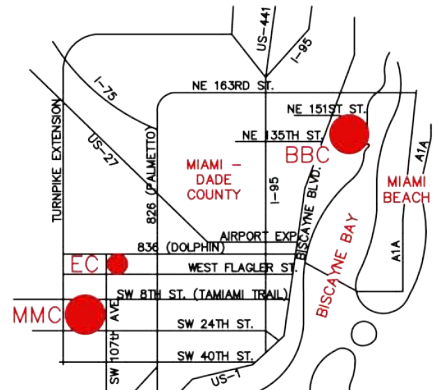 US-441
I-95
I-75
NE 163RD ST.
NE 151ST ST.
NE 135TH ST.
BBC
US-27
TURNPIKE EXTENSION
826 (PALMETTO)
MIAMI –
DADE
COUNTY
I-95
BISCAYNE BLVD.
A1A
MIAMI
BEACH
BISCAYNE BAY
A1A
AIRPORT EXP.
836 (DOLPHIN)
EC
WEST FLAGLER ST.
SW 8TH ST. (TAMIAMI TRAIL)
MMC
SW 107th AVE
SW 24TH ST.
SW 40TH ST.
US-1